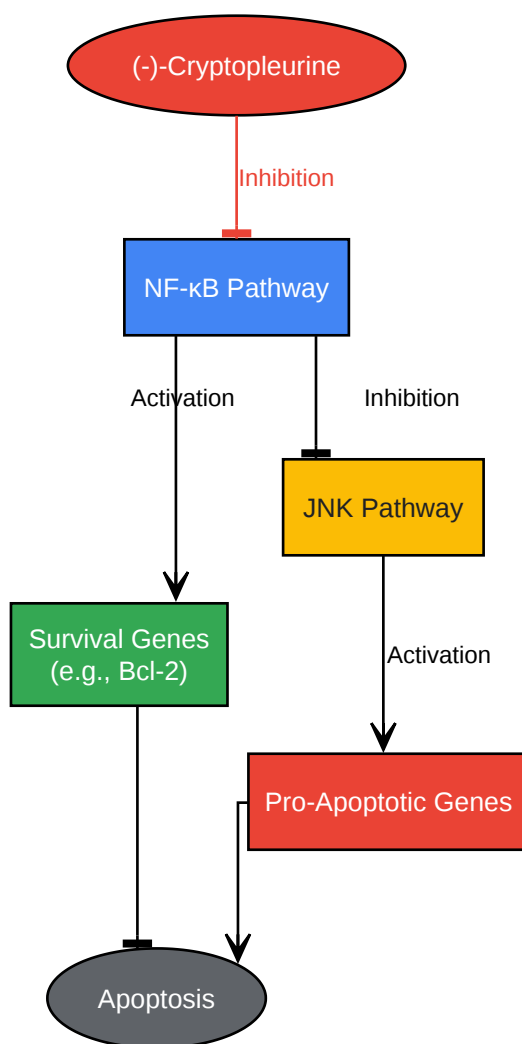 (-)-Cryptopleurine
Inhibition
NF-κB Pathway
Activation
Inhibition
JNK Pathway
Survival Genes
(e.g., Bcl-2)
Activation
Pro-Apoptotic Genes
Apoptosis